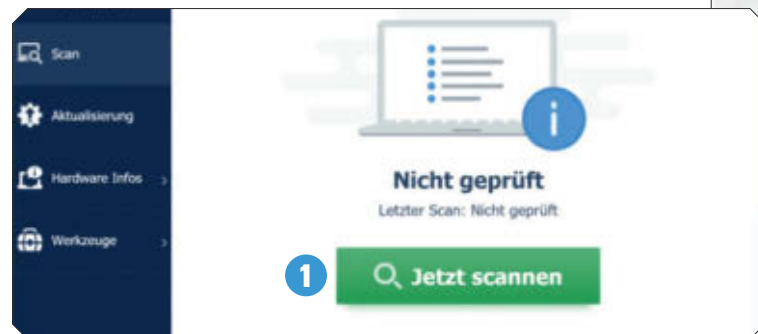 Scan
Aktualisierung
Hardware Infos
Werkzeuge
i
Nicht geprüft
Letzter Scan: Nicht geprüft
1
Jetzt scannen